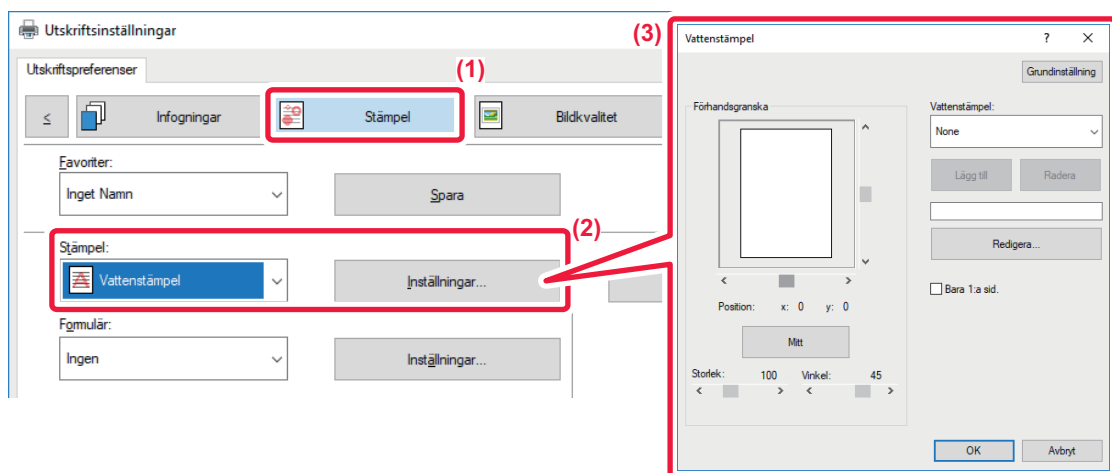 Utskriftsinställningar
Utskriftspreferenser
(1)
<
Infogningar
Stämpel
Bildkvalitet
Favoriter:
Inget Namn
Spara
(2)
Stämpel:
Vattenstämpel
Inställningar...
Formulär:
Ingen
Inställningar...
(3)
Vattenstämpel
?
Grundinställning
Förhandsgranska
Vattenstämpel:
None
Lägg till
Radera
Redigera...
Bara 1:a sid.
Position: x: 0 y: 0
Mitt
Storlek: 100 Vinkel: 45
OK
Avbryt